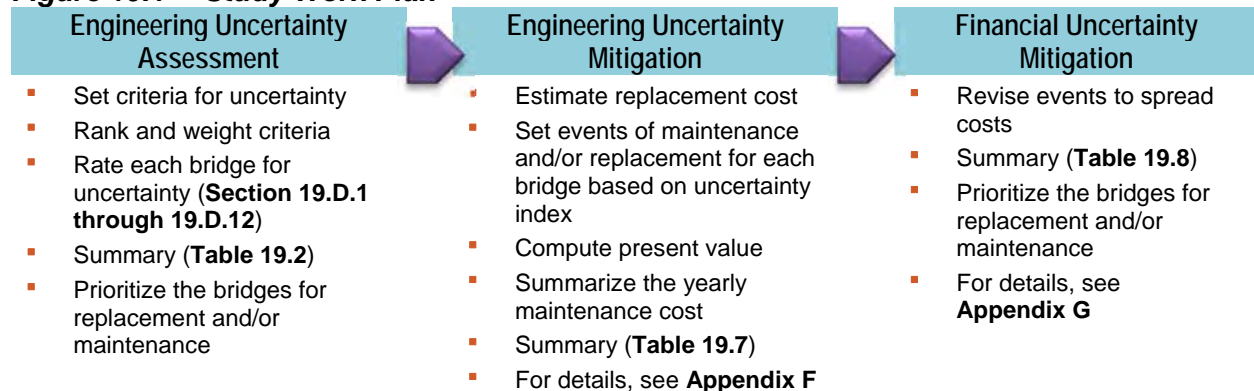 Engineering Uncertainty
Assessment
▪ Set criteria for uncertainty
▪ Rank and weight criteria
▪ Rate each bridge for
uncertainty (Section 19.D.1
through 19.D.12)
▪ Summary (Table 19.2)
▪ Prioritize the bridges for
replacement and/or
maintenance
Engineering Uncertainty
Mitigation
▪ Estimate replacement cost
▪ Set events of maintenance
and/or replacement for each
bridge based on uncertainty
index
▪ Compute present value
▪ Summarize the yearly
maintenance cost
▪ Summary (Table 19.7)
▪ For details, see Appendix F
Financial Uncertainty
Mitigation
▪ Revise events to spread
costs
▪ Summary (Table 19.8)
▪ Prioritize the bridges for
replacement and/or
maintenance
▪ For details, see
Appendix G